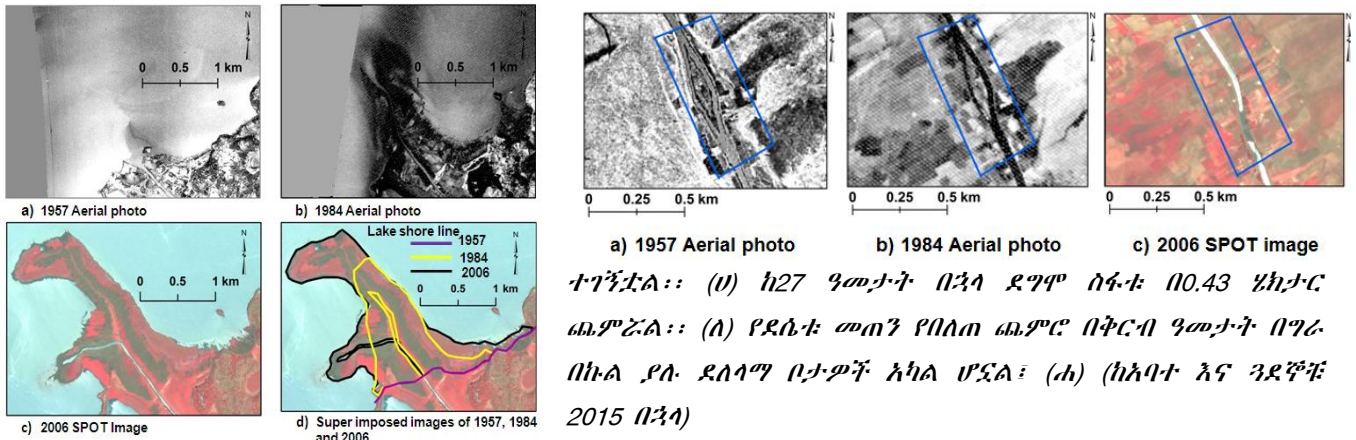 0 0.5 1 km
N
a) 1957 Aerial photo
0 0.5 1 km
N
b) 1984 Aerial photo
N
0 0.5 1 km
c) 2006 SPOT Image
Lake shore line
1957
1984
2006
N
0 0.5 1 km
d) Super imposed images of 1957, 1984
and 2006
N
0 0.25 0.5 km
a) 1957 Aerial photo
N
0 0.25 0.5 km
b) 1984 Aerial photo
N
0 0.25 0.5 km
c) 2006 SPOT image
ተገኝቷል፡፡ (ሀ) ከ27 ዓመታት በኋላ ደግሞ ስፋቱ በ0.43 ሄክታር
ጨምሯል፡፡ (ለ) የደሴቱ መጠን የበለጠ ጨምሮ በቅርብ ዓመታት በግራ
በኩል ያሉ ደለላማ ቦታዎች አካል ሆኗል፤ (ሐ) (ከአባተ እና ጓደኞቹ
2015 በኋላ)